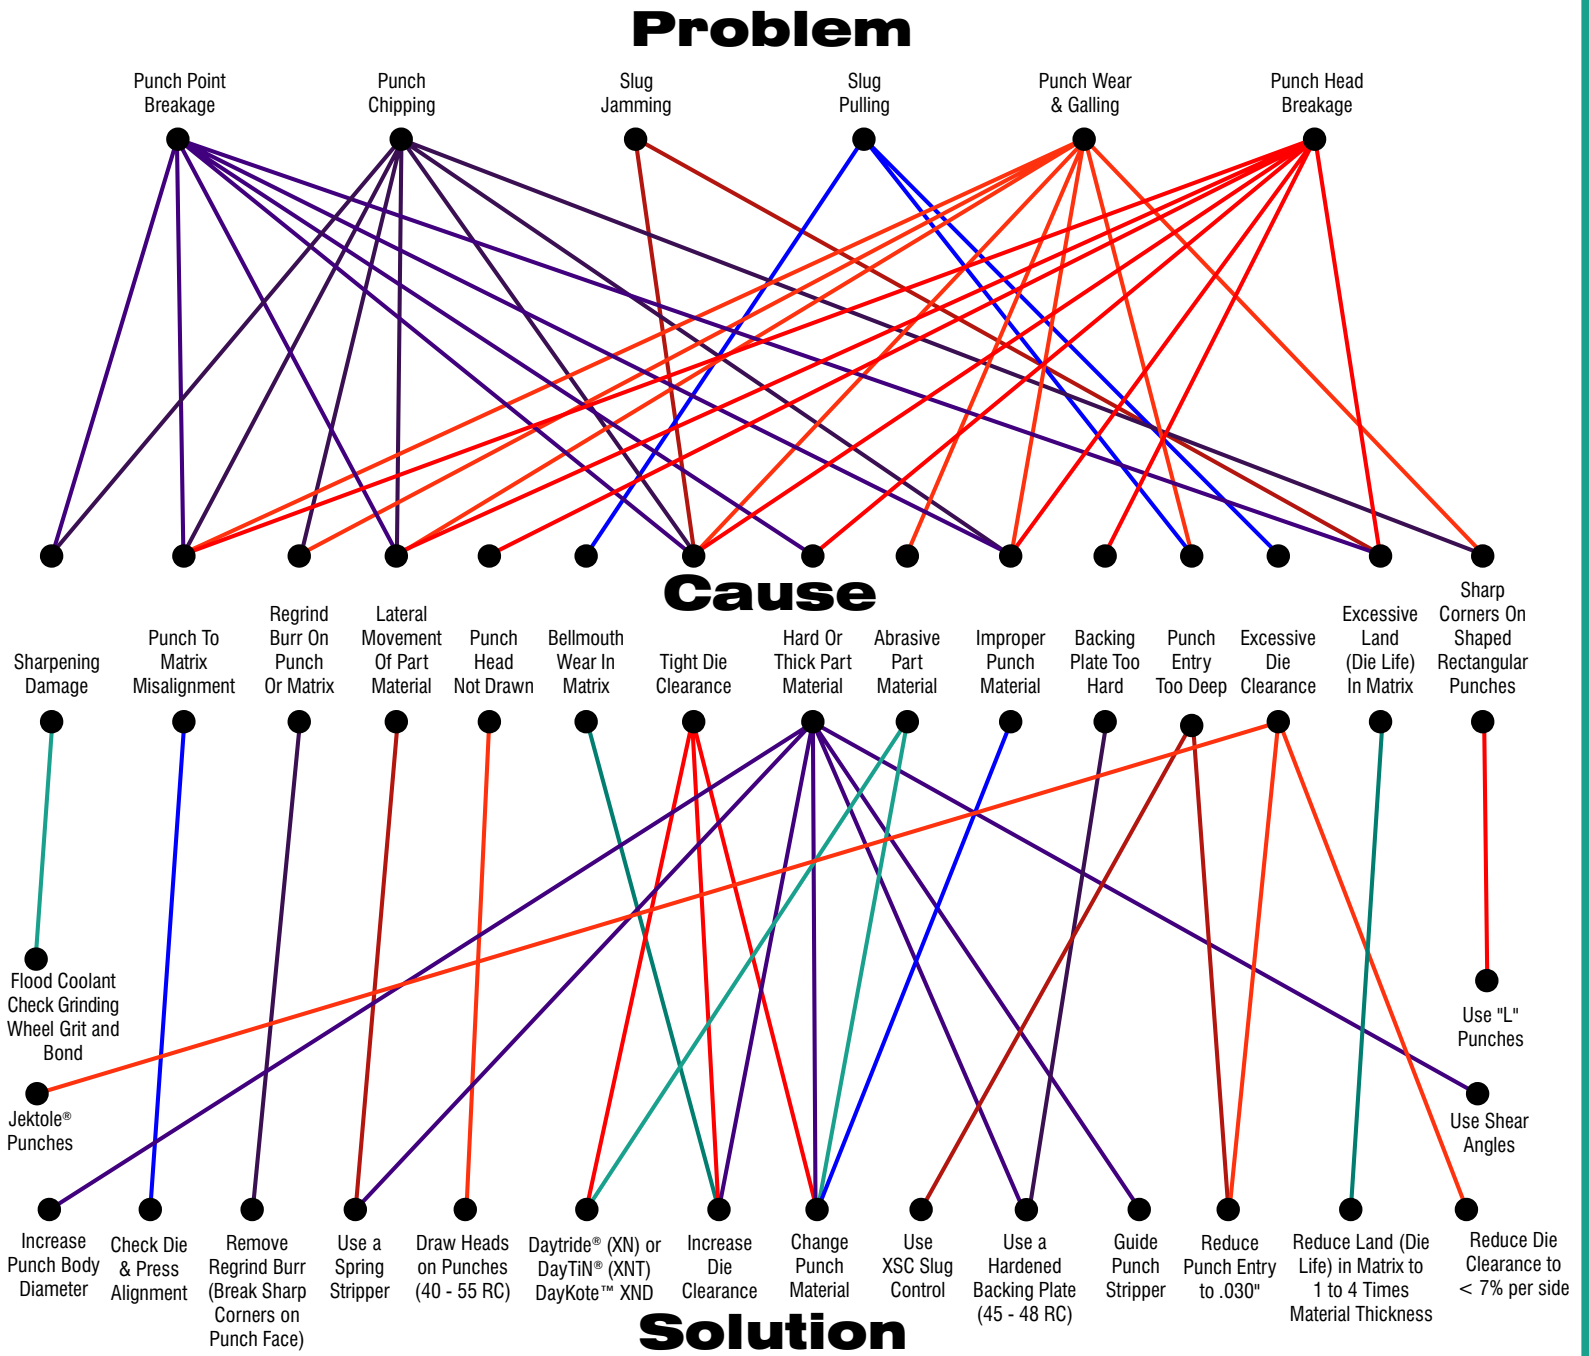 Problem
Punch Point
Breakage
Punch
Chipping
Slug
Jamming
Slug
Pulling
Punch Wear
& Galling
Punch Head
Breakage
Cause
Sharpening
Damage
Punch To
Matrix
Misalignment
Regrind
Burr On
Punch
Or Matrix
Lateral
Movement
Of Part
Material
Punch
Head
Not Drawn
Bellmouth
Wear In
Matrix
Tight Die
Clearance
Hard Or
Thick Part
Material
Abrasive
Part
Material
Improper
Punch
Material
Backing
Plate Too
Hard
Punch
Entry
Too Deep
Excessive
Die
Clearance
Excessive
Land
(Die Life)
In Matrix
Sharp
Corners On
Shaped
Rectangular
Punches
Flood Coolant
Check Grinding
Wheel Grit and
Bond
Use "L"
Punches
Jektole®
Punches
Use Shear
Angles
Increase
Punch Body
Diameter
Check Die
& Press
Alignment
Remove
Regrind Burr
(Break Sharp
Corners on
Punch Face)
Use a
Spring
Stripper
Draw Heads
on Punches
(40 - 55 RC)
Daytride® (XN) or
DayTiN® (XNT)
DayKote™ XND
Increase
Die
Clearance
Change
Punch
Material
Use
XSC Slug
Control
Use a
Hardened
Backing Plate
(45 - 48 RC)
Guide
Punch
Stripper
Reduce
Punch Entry
to .030"
Reduce Land (Die
Life) in Matrix to
1 to 4 Times
Material Thickness
Reduce Die
Clearance to
< 7% per side
Solution